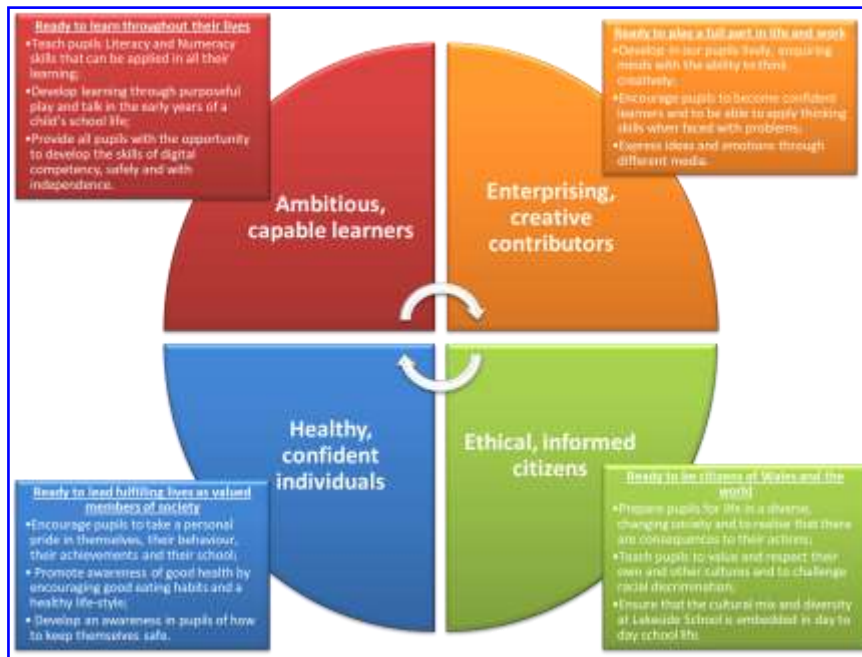 Ready to learn throughout their lives
•Teach pupils Literacy and Numeracy
skills that can be applied in all their
learning;
•Develop learning through purposeful
play and talk in the early years of a
child's school life;
•Provide all pupils with the opportunity
to develop the skills of digital
competency, safely and with
independence.
Ready to play a full part in life and work
•Develop in our pupils lively, enquiring
minds with the ability to think
creatively;
•Encourage pupils to become confident
learners and to be able to apply thinking
skills when faced with problems;
•Express ideas and emotions through
different media.
Ambitious,
capable learners
Enterprising,
creative
contributors
Healthy,
confident
individuals
Ethical, informed
citizens
Ready to lead fulfilling lives as valued
members of society
•Encourage pupils to take a personal
pride in themselves, their behaviour,
their achievements and their school;
• Promote awareness of good health by
encouraging good eating habits and a
healthy life-style;
• Develop an awareness in pupils of how
to keep themselves safe.
Ready to be citizens of Wales and the
world
•Prepare pupils for life in a diverse,
changing society and to realise that there
are consequences to their actions;
•Teach pupils to value and respect their
own and other cultures and to challenge
racial discrimination;
•Ensure that the cultural mix and diversity
at Lakeside School is embedded in day to
day school life.